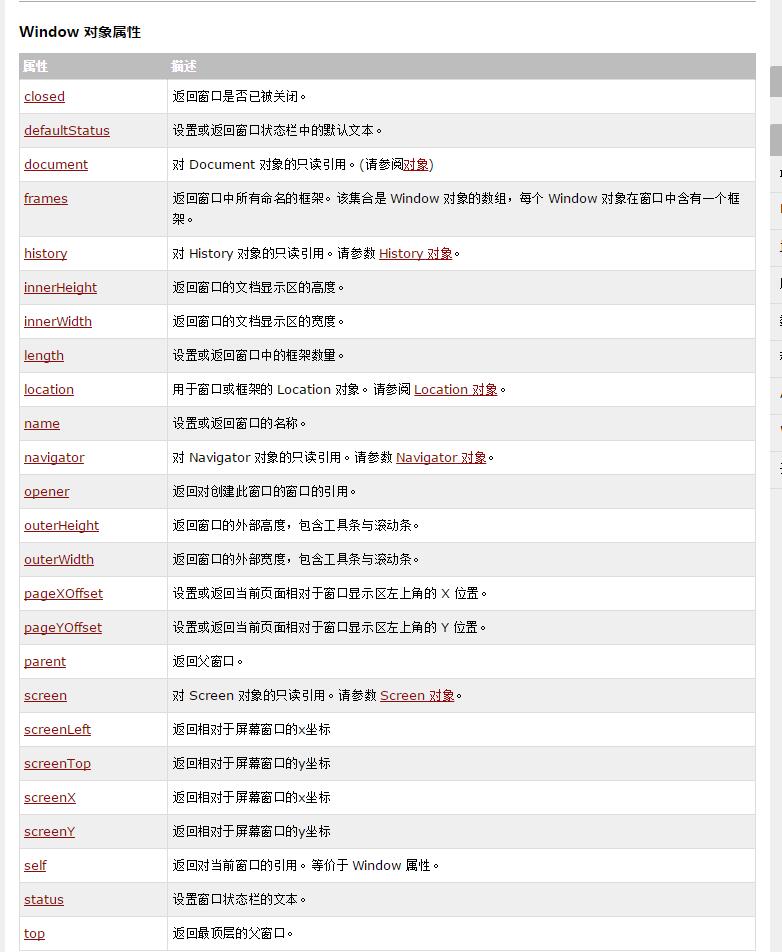 Window 对象属性
属性 描述
closed 返回窗口是否已被关闭。
defaultStatus 设置或返回窗口状态栏中的默认文本。
document 对 Document 对象的只读引用。(请参阅对象)
frames 返回窗口中所有命名的框架。该集合是 Window 对象的数组，每个 Window 对象在窗口中含有一个框
架。
history 对 History 对象的只读引用。请参数 History 对象。
innerHeight 返回窗口的文档显示区的高度。
innerWidth 返回窗口的文档显示区的宽度。
length 设置或返回窗口中的框架数量。
location 用于窗口或框架的 Location 对象。请参阅 Location 对象。
name 设置或返回窗口的名称。
navigator 对 Navigator 对象的只读引用。请参数 Navigator 对象。
opener 返回对创建此窗口的窗口的引用。
outerHeight 返回窗口的外部高度，包含工具条与滚动条。
outerWidth 返回窗口的外部宽度，包含工具条与滚动条。
pageXOffset 设置或返回当前页面相对于窗口显示区左上角的 X 位置。
pageYOffset 设置或返回当前页面相对于窗口显示区左上角的 Y 位置。
parent 返回父窗口。
screen 对 Screen 对象的只读引用。请参数 Screen 对象。
screenLeft 返回相对于屏幕窗口的x坐标
screenTop 返回相对于屏幕窗口的y坐标
screenX 返回相对于屏幕窗口的x坐标
screenY 返回相对于屏幕窗口的y坐标
self 返回对当前窗口的引用。等价于 Window 属性。
status 设置窗口状态栏的文本。
top 返回最顶层的父窗口。